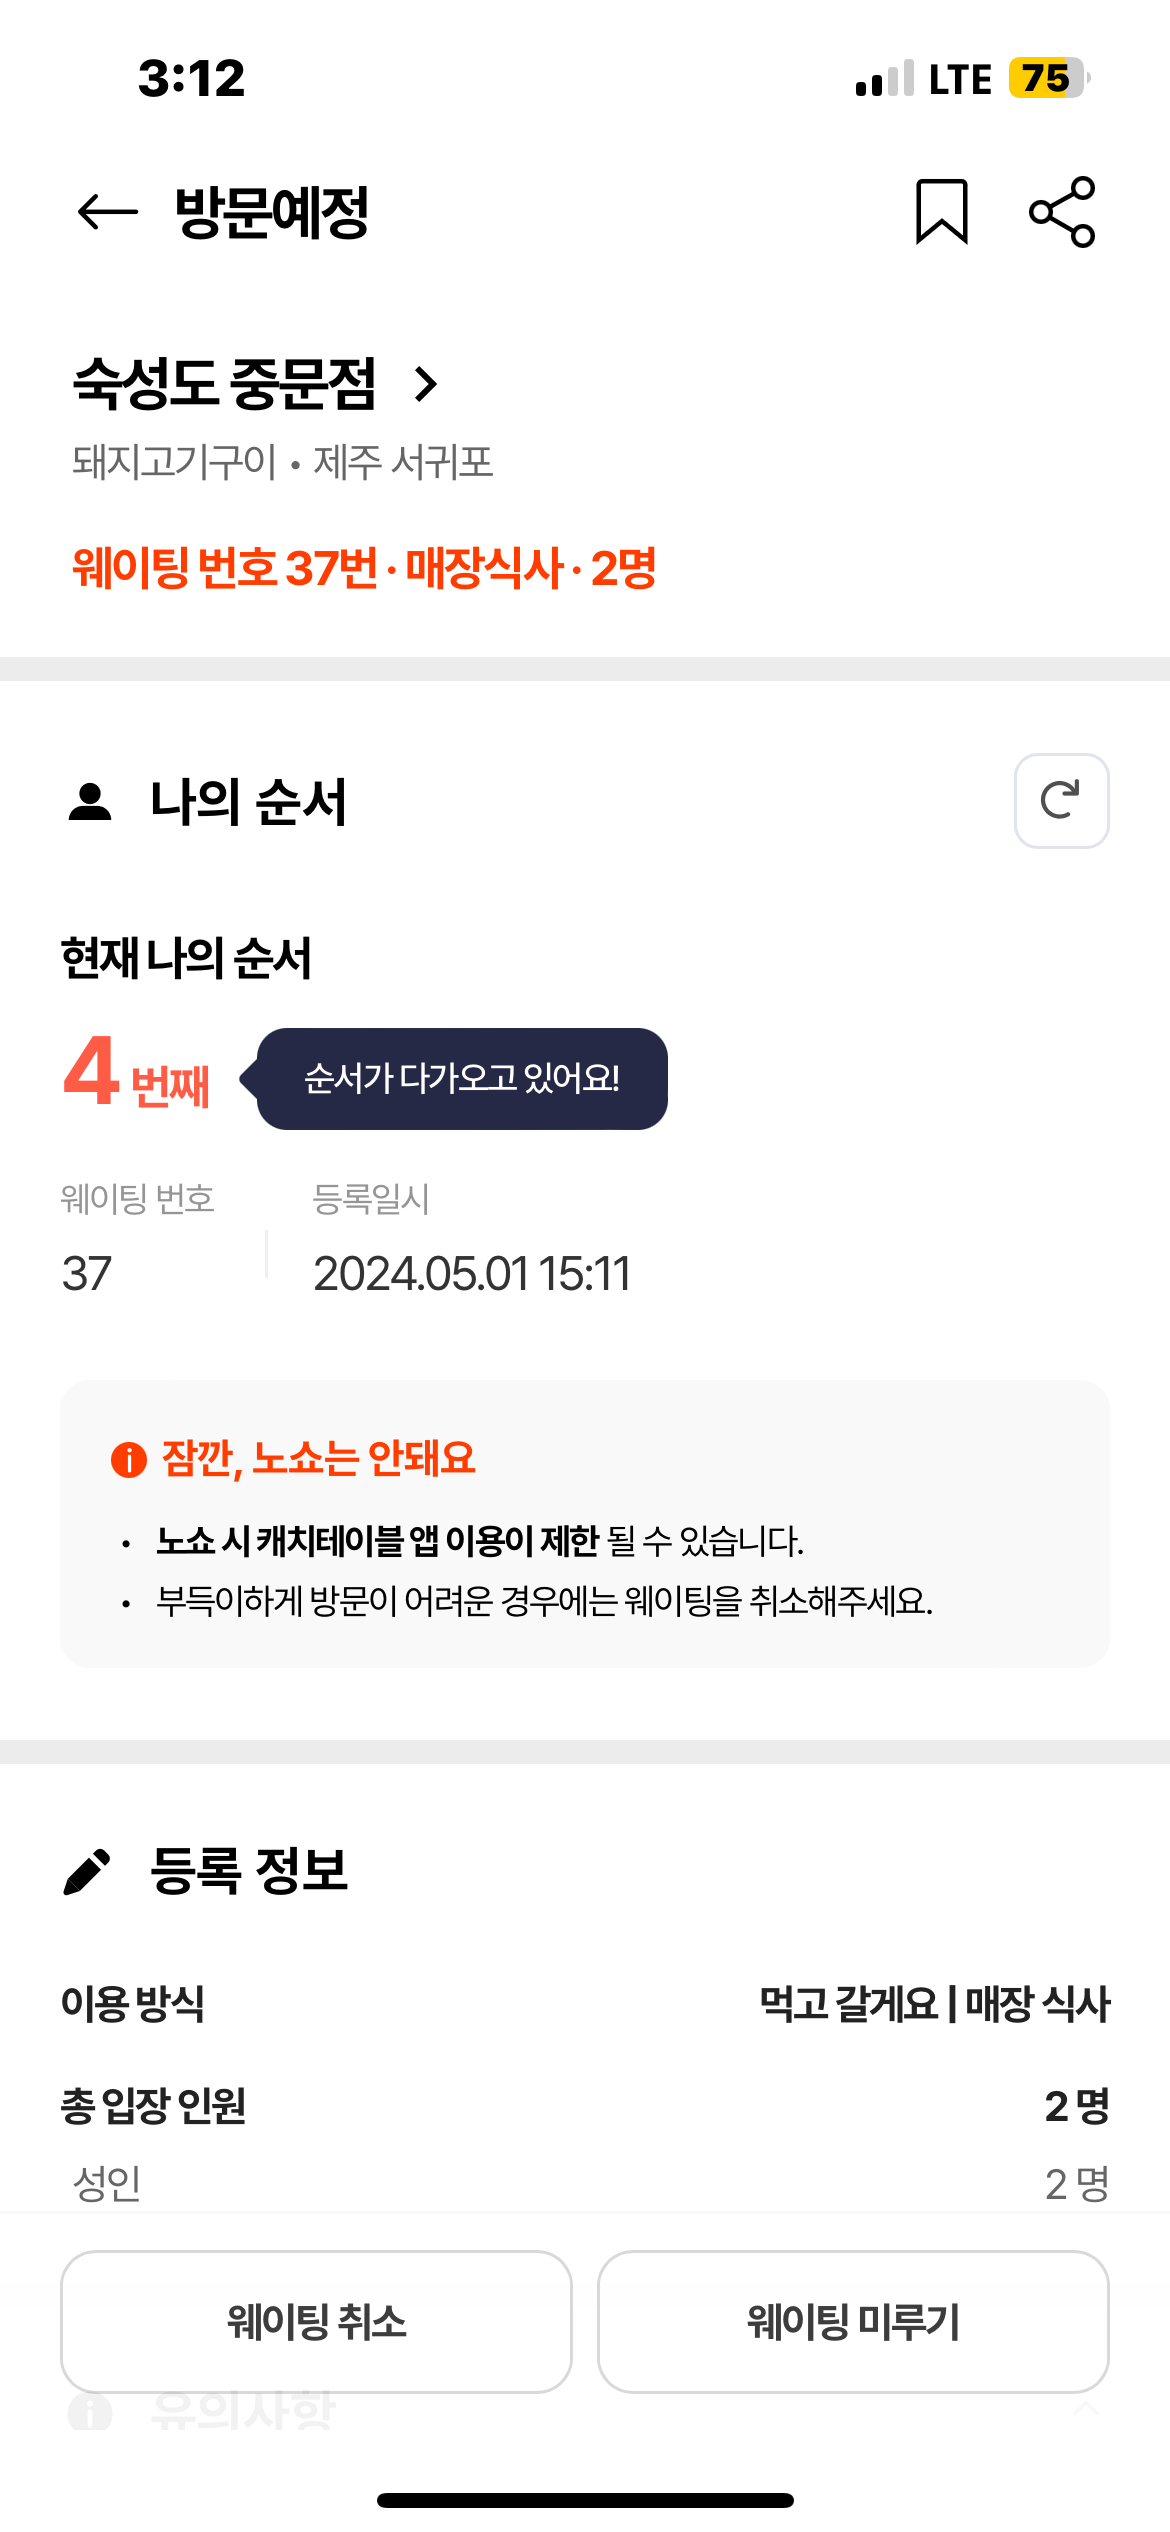 3:12 LTE 75
방문예정
숙성도 중문점
돼지고기구이 • 제주 서귀포
웨이팅 번호 37번 · 매장식사 · 2명
나의 순서
현재 나의 순서
4 번째 순서가 다가오고 있어요!
웨이팅 번호 등록일시
37 2024.05.01 15:11
잠깐, 노쇼는 안돼요
• 노쇼 시 캐치테이블 앱 이용이 제한 될 수 있습니다.
• 부득이하게 방문이 어려운 경우에는 웨이팅을 취소해주세요.
등록 정보
이용 방식 먹고 갈게요 | 매장 식사
총 입장 인원 2 명
성인 2 명
웨이팅 취소 웨이팅 미루기
유의사항